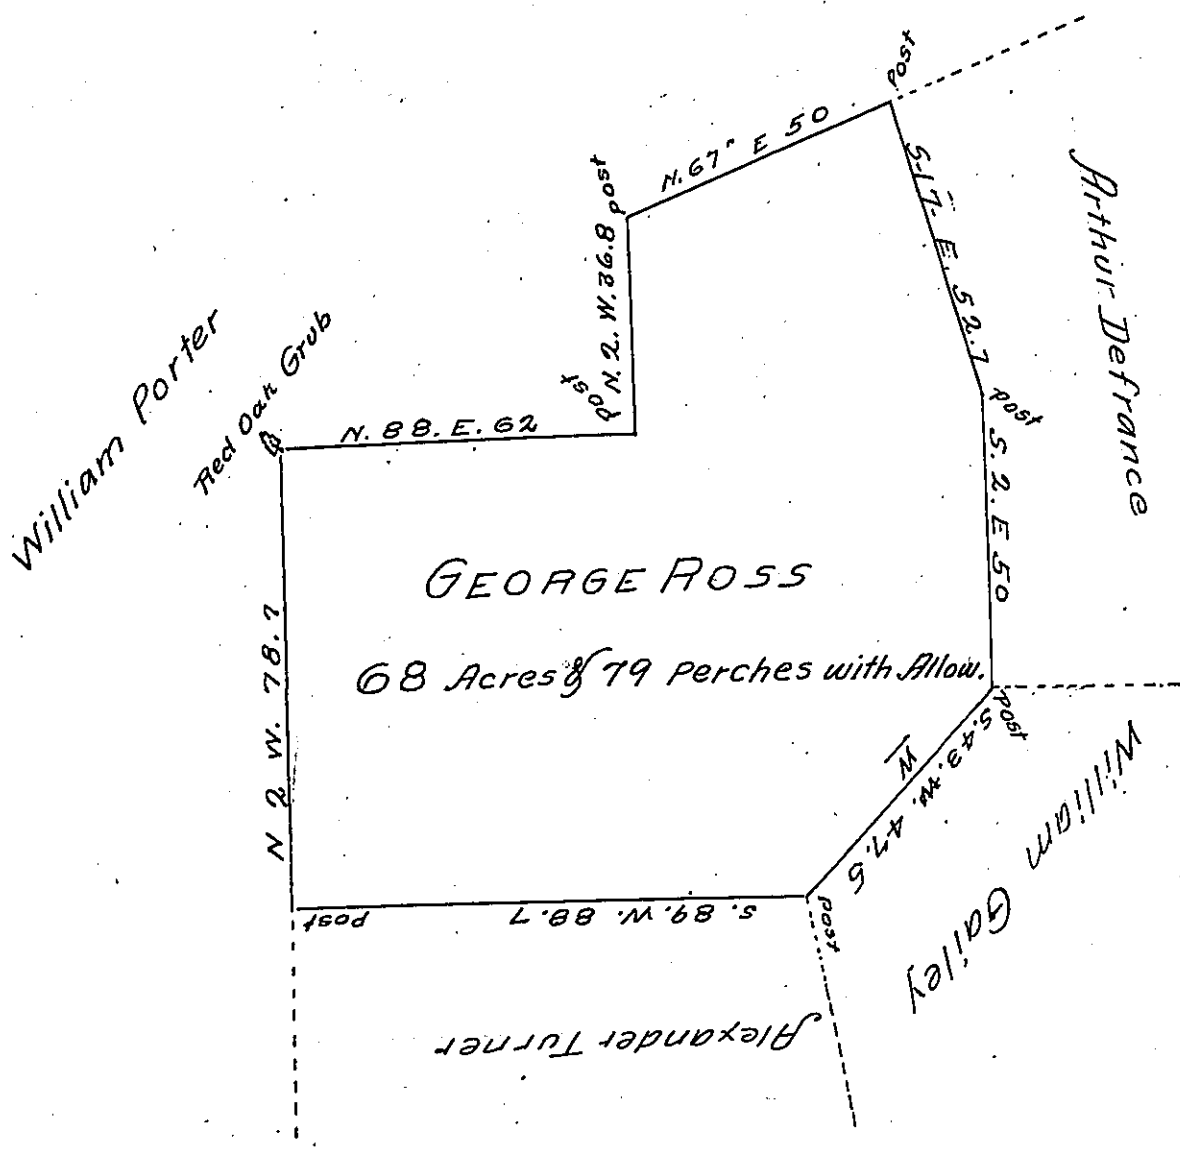 Post
N. 67° E 50
Post
S. 17. E. 52.7
Arthur Defrance
N. 2. W. 36.8
Post
William Porter
Red Oak Grub
N. 88. E. 62
Post
S. 2. E 50
GEORGE ROSS
68 Acres & 79 Perches with Allow.
N 2 W. 78.7
Post
S. 43. W. 47.6
W
William Gailey
Post
S. 89. W. 88.7
Post
Alexander Turner